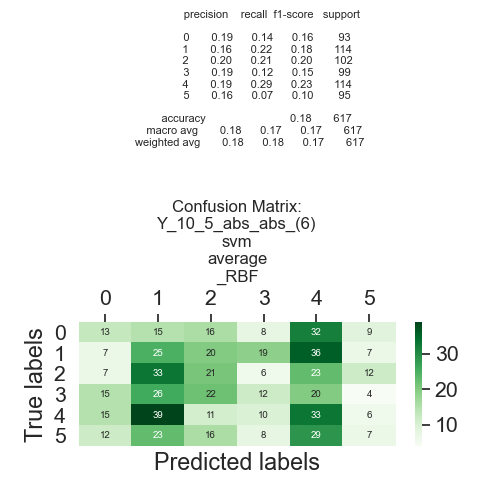 precision recall f1-score support
0 0.19 0.14 0.16 93
1 0.16 0.22 0.18 114
2 0.20 0.21 0.20 102
3 0.19 0.12 0.15 99
4 0.19 0.29 0.23 114
5 0.16 0.07 0.10 95
accuracy 0.18 617
macro avg 0.18 0.17 0.17 617
weighted avg 0.18 0.18 0.17 617
Confusion Matrix:
Y_10_5_abs_abs_(6)
svm
average
_RBF
0 1 2 3 4 5
True labels
0 13 15 16 8 32 9
1 7 25 20 19 36 7
2 7 33 21 6 23 12
3 15 26 22 12 20 4
4 15 39 11 10 33 6
5 12 23 16 8 29 7
Predicted labels
30
20
10